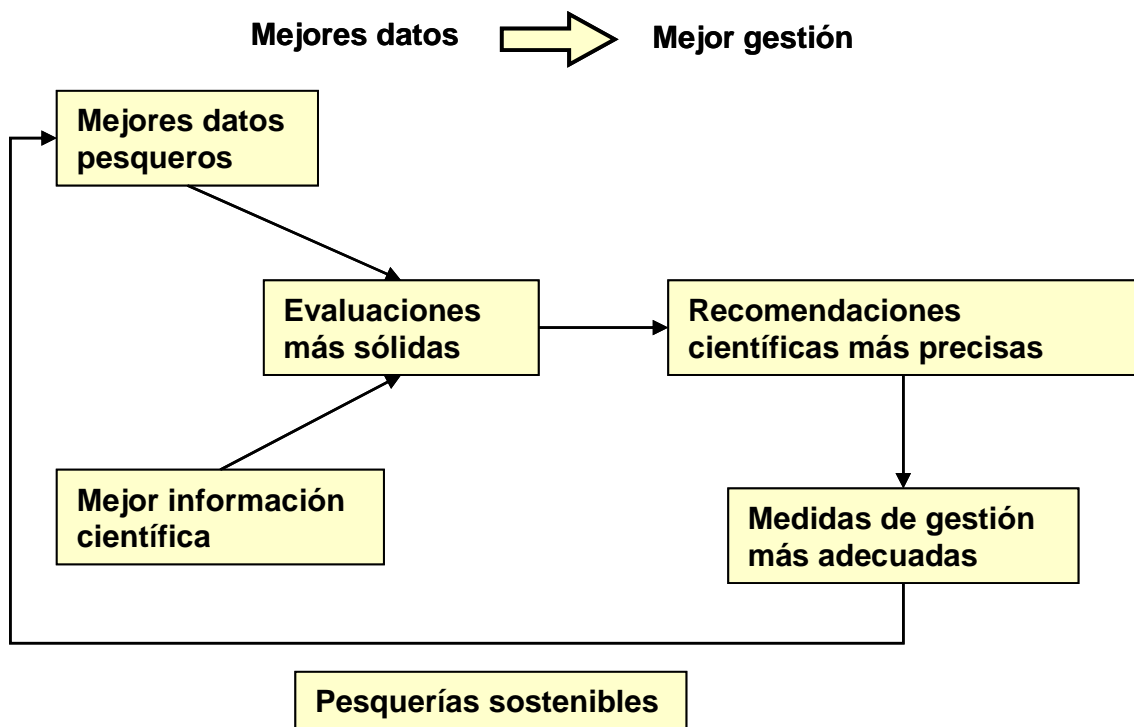 Mejores datos Mejor gestión
Mejores datos
pesqueros
Evaluaciones
más sólidas
Recomendaciones
científicas más precisas
Mejor información
científica
Medidas de gestión
más adecuadas
Pesquerías sostenibles